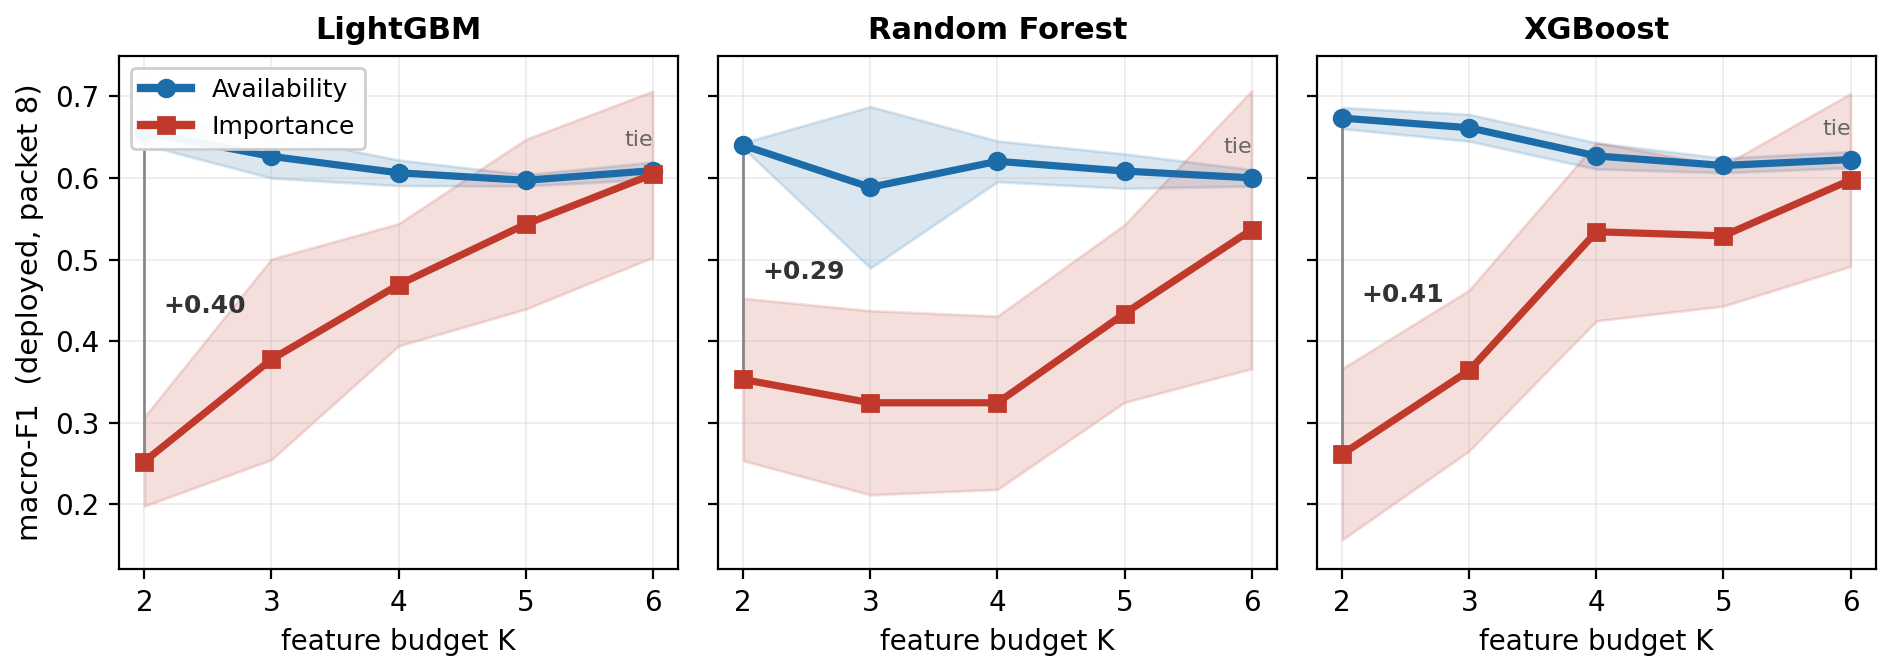 LightGBM
Random Forest
XGBoost
macro-F1 (deployed, packet 8)
0.7
0.6
0.5
0.4
0.3
0.2
Availability
Importance
tie
+0.40
2 3 4 5 6
feature budget K
tie
+0.29
2 3 4 5 6
feature budget K
tie
+0.41
2 3 4 5 6
feature budget K